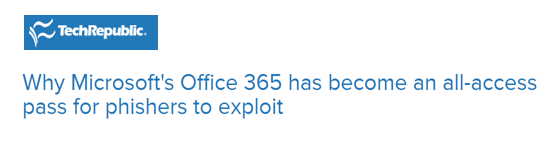 TechRepublic.
Why Microsoft's Office 365 has become an all-access
pass for phishers to exploit